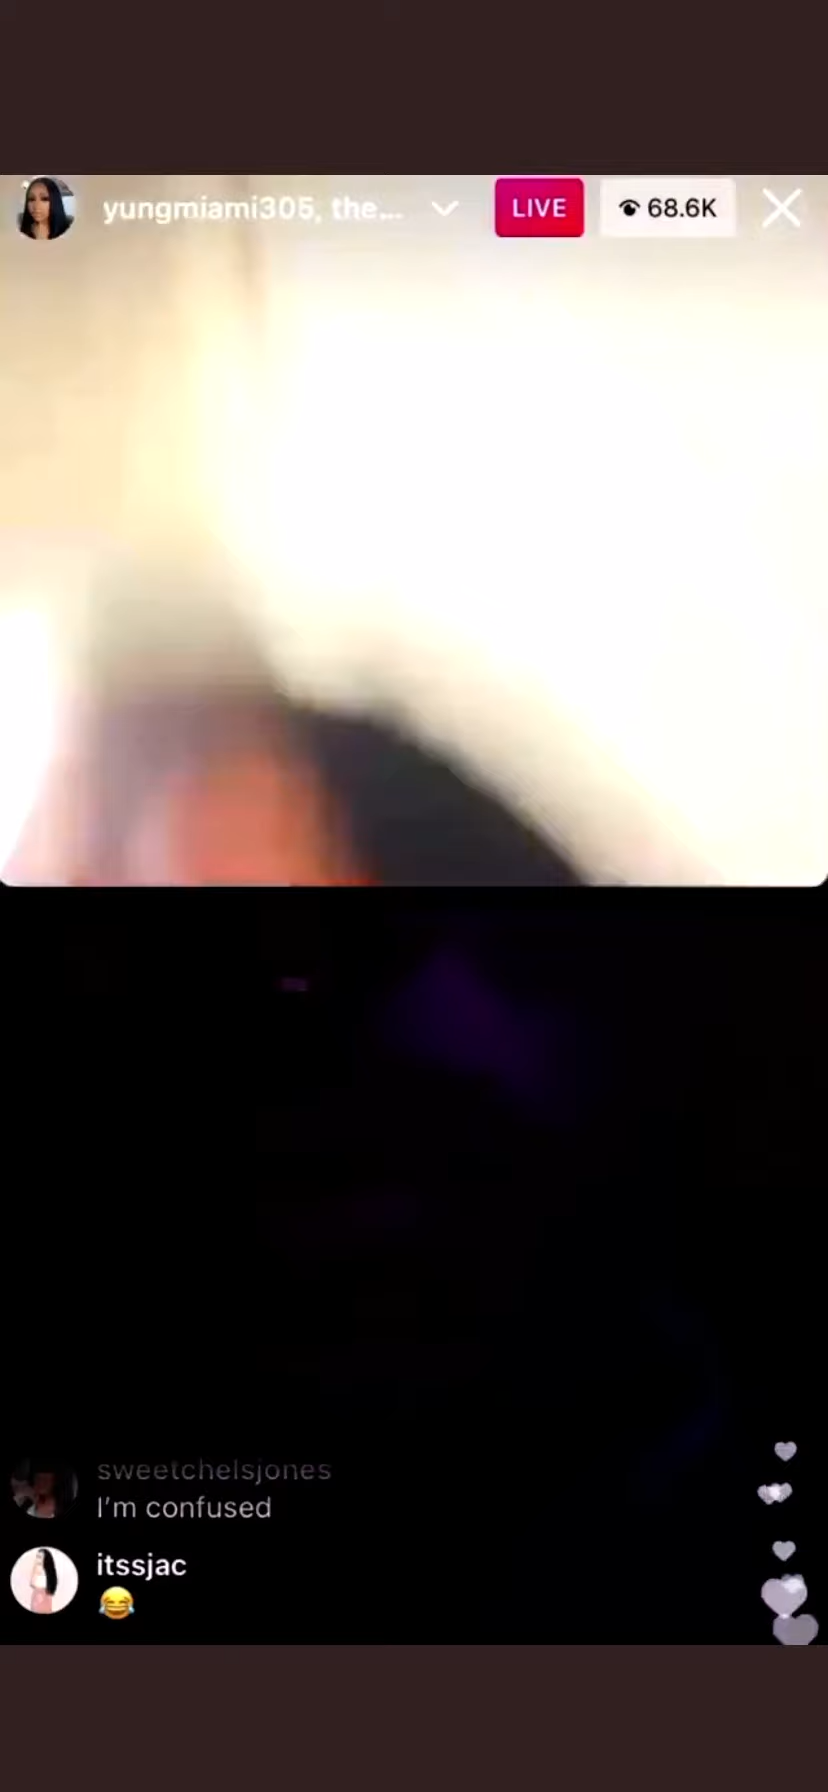 yungmiami305, the...
LIVE
68.6K
sweetchelsjones
I'm confused
itssjac
😂